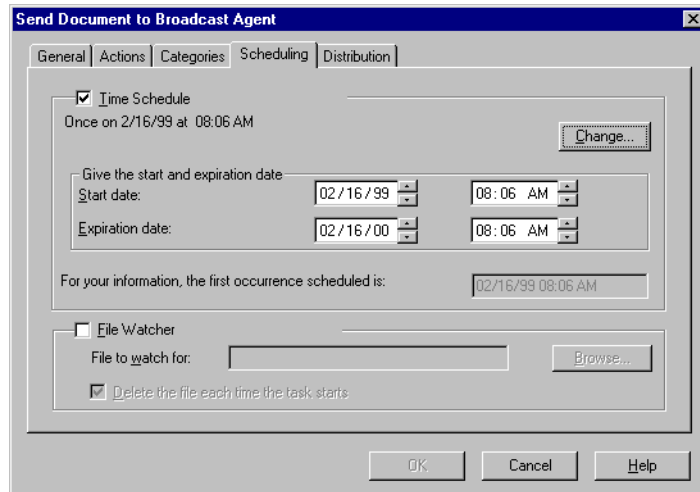 Send Document to Broadcast Agent
General Actions Categories Scheduling Distribution
Time Schedule
Once on 2/16/99 at 08:06 AM
Change...
Give the start and expiration date
Start date: 02/16/99 08:06 AM
Expiration date: 02/16/00 08:06 AM
For your information, the first occurrence scheduled is: 02/16/99 08:06 AM
File Watcher
File to watch for: Browse...
Delete the file each time the task starts
OK Cancel Help